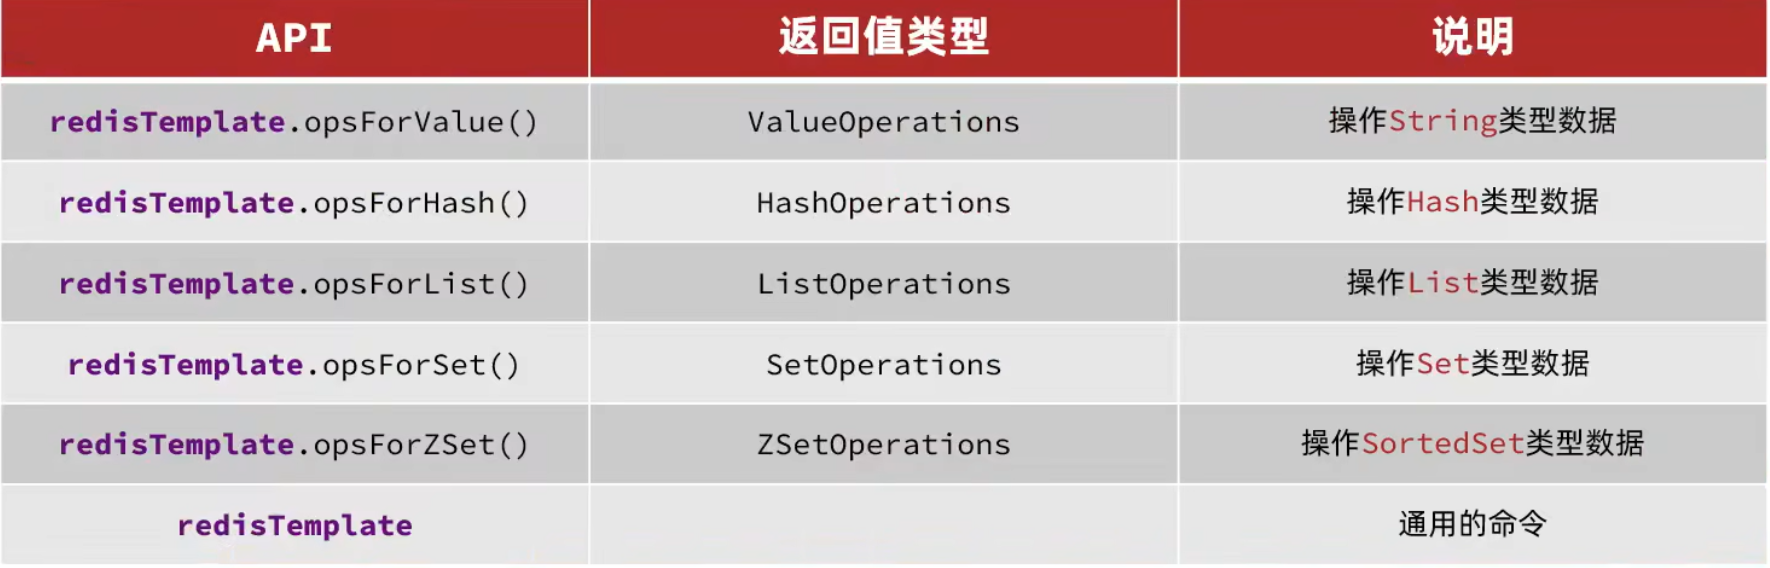 API 返回值类型 说明
redisTemplate.opsForValue() ValueOperations 操作String类型数据
redisTemplate.opsForHash() HashOperations 操作Hash类型数据
redisTemplate.opsForList() ListOperations 操作List类型数据
redisTemplate.opsForSet() SetOperations 操作Set类型数据
redisTemplate.opsForZSet() ZSetOperations 操作SortedSet类型数据
redisTemplate 通用的命令